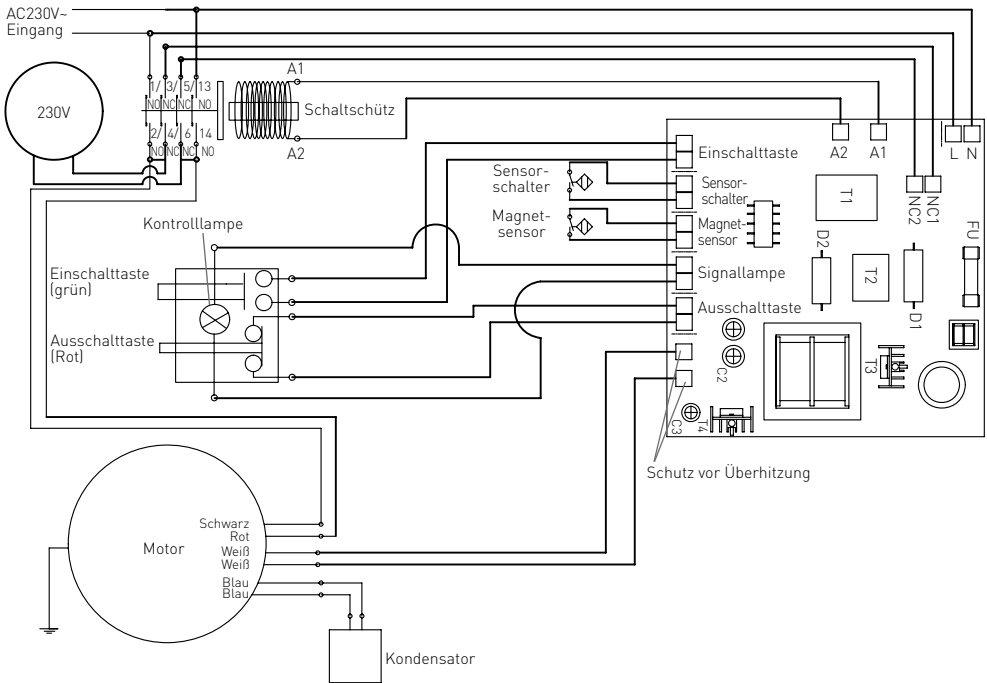 AC230V~
Eingang
230V
1/ 3/ 5/ 13
NO NC NC NO
2/ 4/ 6 14
NO NC NC NO
A1
Schaltschütz
A2
A2
A1
L
N
Einschalttaste
Sensor-
schalter
Sensor-
schalter
Magnet-
sensor
Magnet-
sensor
T1
NC2
NC1
FU
D2
T2
D1
Kontrolllampe
Einschalttaste
(grün)
Signallampe
Ausschalttaste
Ausschalttaste
(Rot)
C2
T3
C3
T4
Schutz vor Überhitzung
Motor
Schwarz
Rot
Weiß
Weiß
Blau
Blau
Kondensator